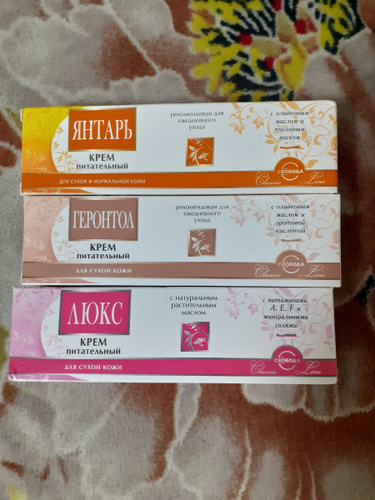 ЯНТАРЬ
КРЕМ
питательный
ДЛЯ СУХОЙ И НОРМАЛЬНОЙ КОЖИ
рекомендован для
ежедневного
ухода
с оливковым
маслом и
пчелиным
воском
СВОБОДА
Classic Line
ГЕРОНТОЛ
КРЕМ
питательный
ДЛЯ СУХОЙ КОЖИ
рекомендован для
ежедневного
ухода
с оливковым
маслом и
оротовой
кислотой
СВОБОДА
Classic Line
ЛЮКС
КРЕМ
питательный
ДЛЯ СУХОЙ КОЖИ
с натуральным
растительным
маслом
с витаминами
A, E, F и
минеральными
солями
СВОБОДА
Classic Line